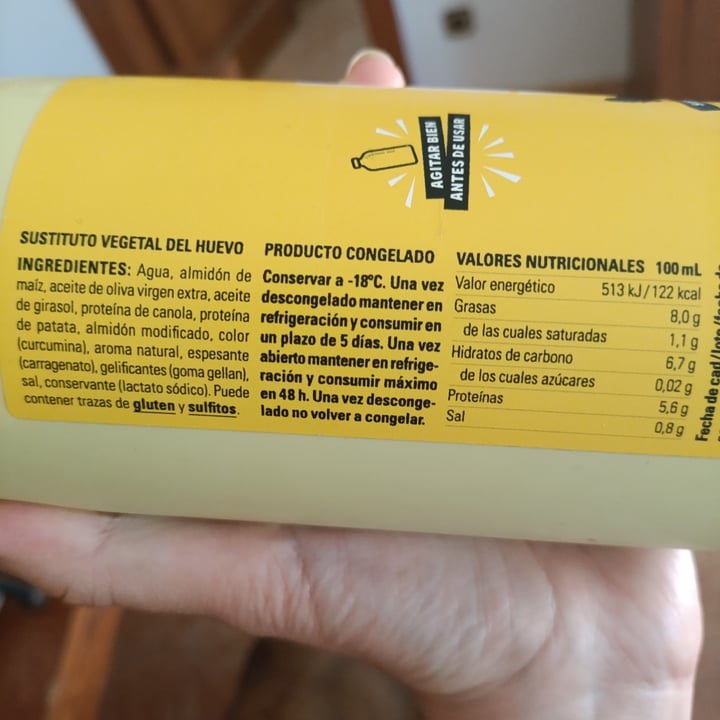 AGITAR BIEN
ANTES DE USAR
SUSTITUTO VEGETAL DEL HUEVO
INGREDIENTES: Agua, almidón de
maíz, aceite de oliva virgen extra, aceite
de girasol, proteína de canola, proteína
de patata, almidón modificado, color
(curcumina), aroma natural, espesante
(carragenato), gelificantes (goma gellan),
sal, conservante (lactato sódico). Puede
contener trazas de gluten y sulfitos.
PRODUCTO CONGELADO
Conservar a -18ºC. Una vez
descongelado mantener en
refrigeración y consumir en
un plazo de 5 días. Una vez
abierto mantener en refrige-
ración y consumir máximo
en 48 h. Una vez desconge-
lado no volver a congelar.
VALORES NUTRICIONALES 100 mL
Valor energético 513 kJ/122 kcal
Grasas 8,0 g
de las cuales saturadas 1,1 g
Hidratos de carbono 6,7 g
de los cuales azúcares 0,02 g
Proteínas 5,6 g
Sal 0,8 g
Fecha de cad./lote